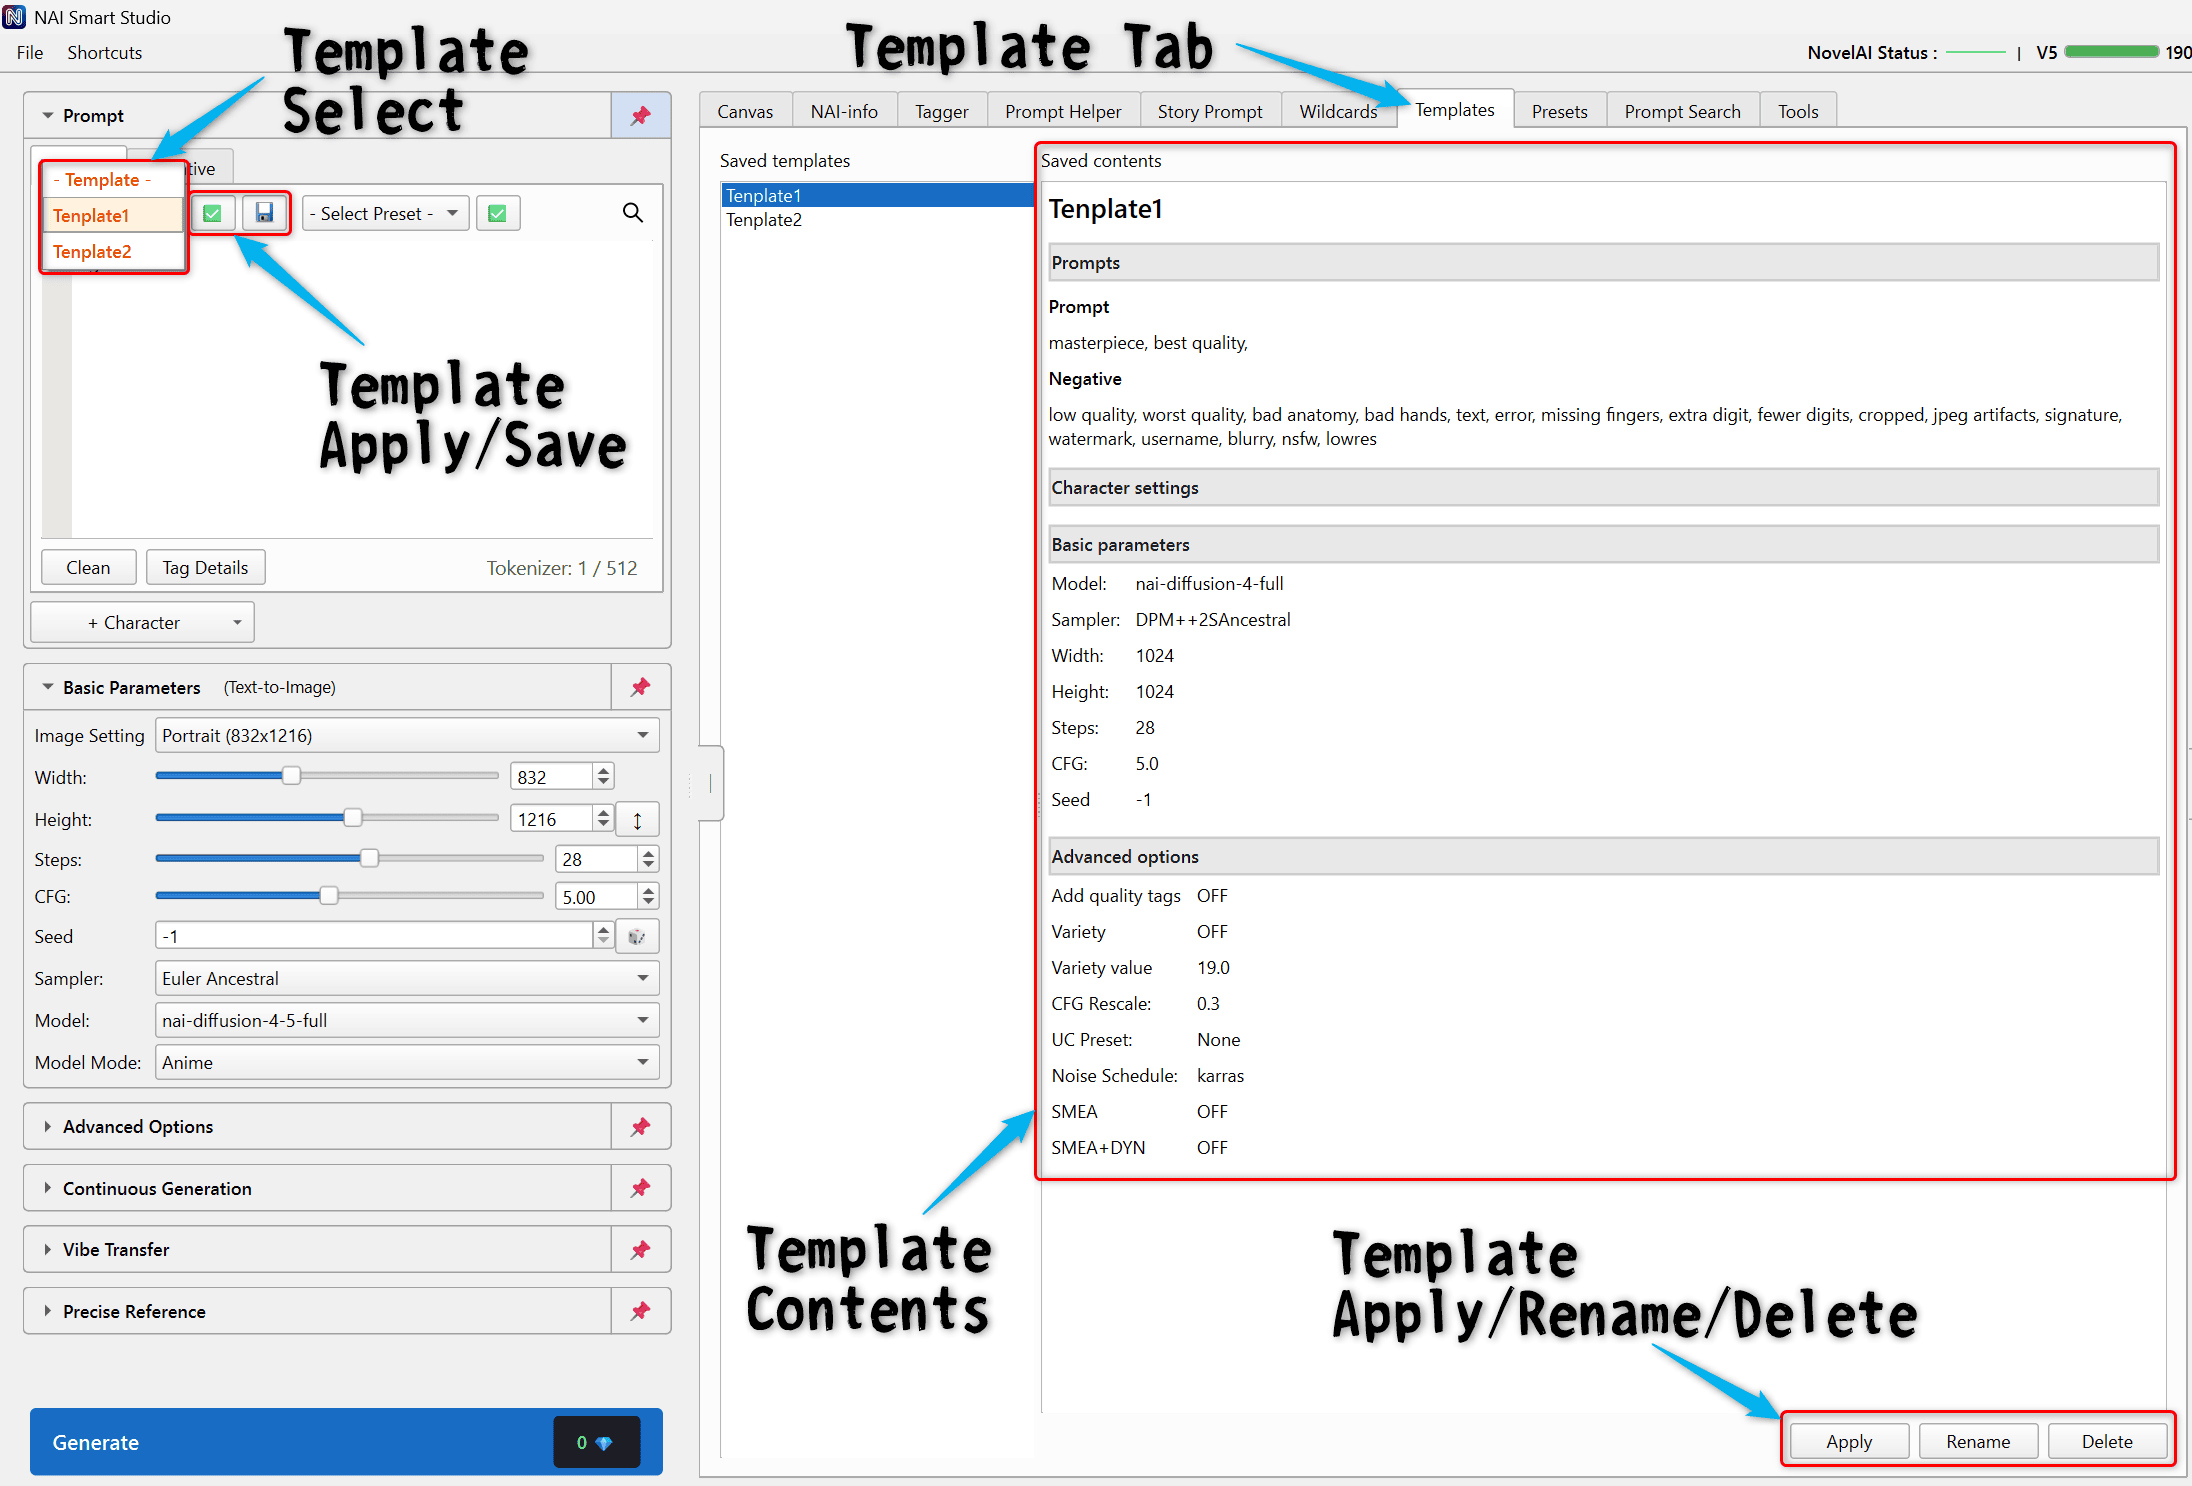 NAI Smart Studio
File Shortcuts
Template
Select
Template Tab
NovelAI Status : | V5 190
Prompt
Canvas NAI-info Tagger Prompt Helper Story Prompt Wildcards Templates Presets Prompt Search Tools
- Template -
Tenplate1
Tenplate2
- Select Preset -
Template
Apply/Save
Clean Tag Details Tokenizer: 1 / 512
+ Character
Basic Parameters (Text-to-Image)
Image Setting Portrait (832x1216)
Width: 832
Height: 1216
Steps: 28
CFG: 5.00
Seed -1
Sampler: Euler Ancestral
Model: nai-diffusion-4-5-full
Model Mode: Anime
Advanced Options
Continuous Generation
Vibe Transfer
Precise Reference
Generate 0
Saved templates
Tenplate1
Tenplate2
Saved contents
Tenplate1
Prompts
Prompt
masterpiece, best quality,
Negative
low quality, worst quality, bad anatomy, bad hands, text, error, missing fingers, extra digit, fewer digits, cropped, jpeg artifacts, signature,
watermark, username, blurry, nsfw, lowres
Character settings
Basic parameters
Model: nai-diffusion-4-full
Sampler: DPM++2SAncestral
Width: 1024
Height: 1024
Steps: 28
CFG: 5.0
Seed -1
Advanced options
Add quality tags OFF
Variety OFF
Variety value 19.0
CFG Rescale: 0.3
UC Preset: None
Noise Schedule: karras
SMEA OFF
SMEA+DYN OFF
Template
Contents
Template
Apply/Rename/Delete
Apply Rename Delete